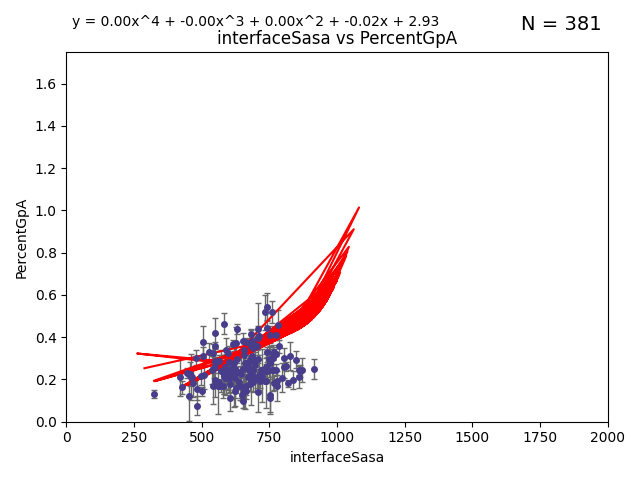 y = 0.00x^4 + -0.00x^3 + 0.00x^2 + -0.02x + 2.93
N = 381
interfaceSasa vs PercentGpA
PercentGpA
1.6
1.4
1.2
1.0
0.8
0.6
0.4
0.2
0.0
0 250 500 750 1000 1250 1500 1750 2000
interfaceSasa